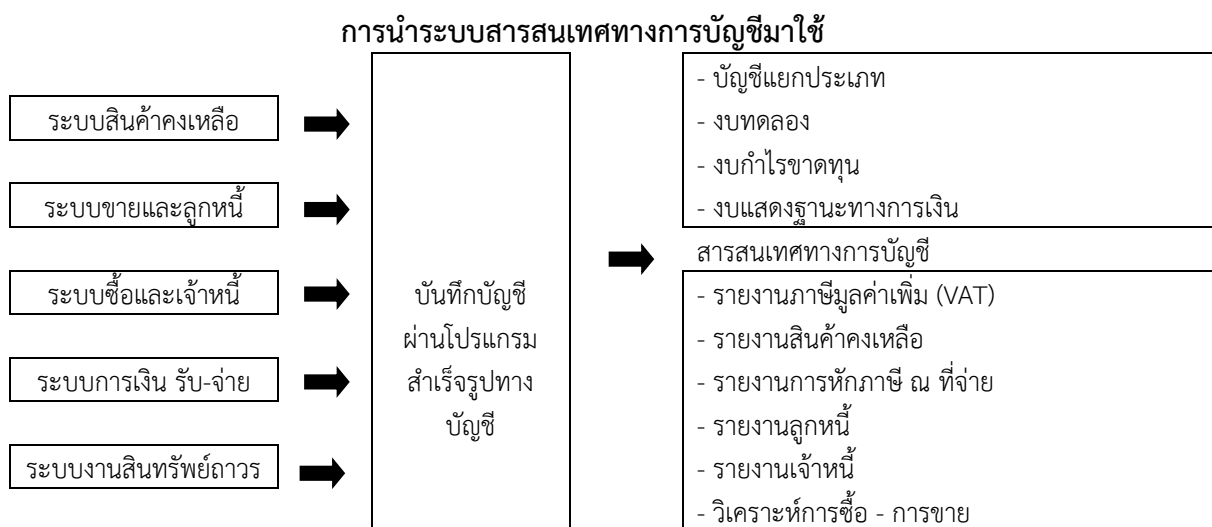 การนำระบบสารสนเทศทางการบัญชีมาใช้
ระบบสินค้าคงเหลือ
ระบบขายและลูกหนี้
ระบบซื้อและเจ้าหนี้
ระบบการเงิน รับ-จ่าย
ระบบงานสินทรัพย์ถาวร
บันทึกบัญชี
ผ่านโปรแกรม
สำเร็จรูปทาง
บัญชี
- บัญชีแยกประเภท
- งบทดลอง
- งบกำไรขาดทุน
- งบแสดงฐานะทางการเงิน
สารสนเทศทางการบัญชี
- รายงานภาษีมูลค่าเพิ่ม (VAT)
- รายงานสินค้าคงเหลือ
- รายงานการหักภาษี ณ ที่จ่าย
- รายงานลูกหนี้
- รายงานเจ้าหนี้
- วิเคราะห์การซื้อ - การขาย